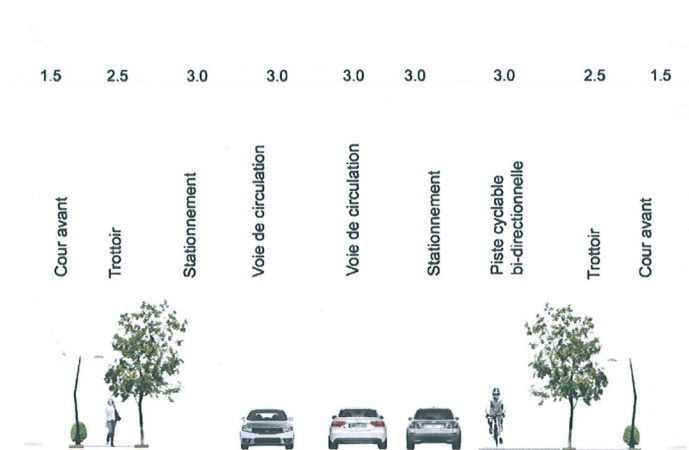 1.5 2.5 3.0 3.0 3.0 3.0 3.0 2.5 1.5
Cour avant
Trottoir
Stationnement
Voie de circulation
Voie de circulation
Stationnement
Piste cyclable
bi-directionnelle
Trottoir
Cour avant